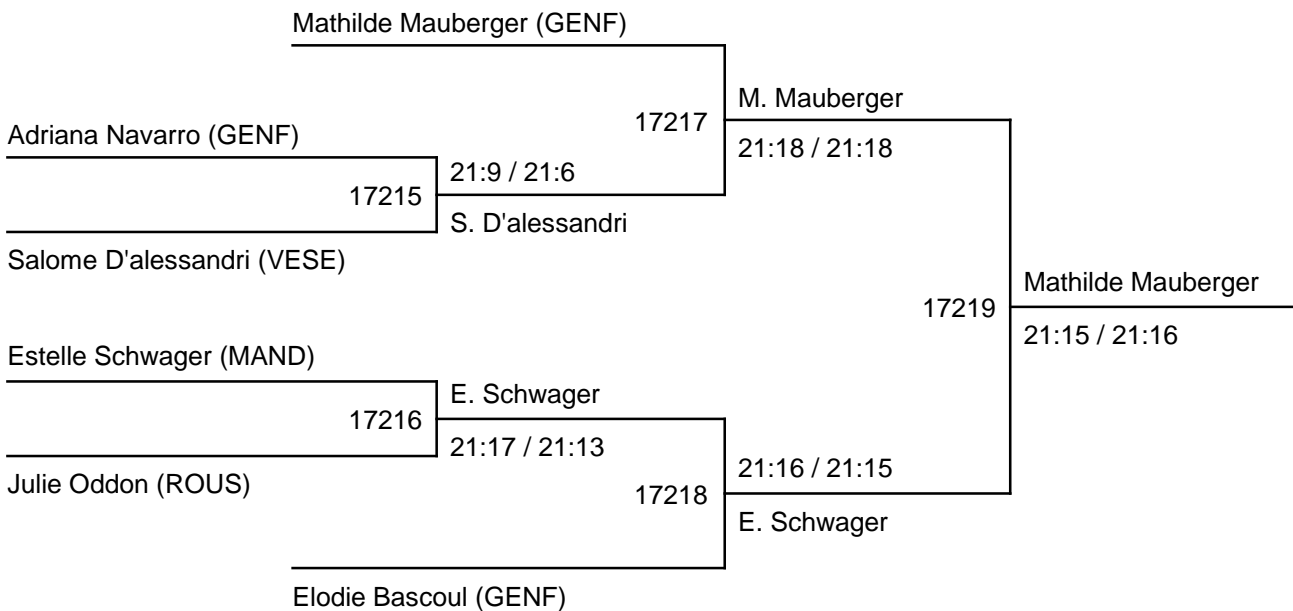 Mathilde Mauberger (GENF)
M. Mauberger
17217
Adriana Navarro (GENF)
21:18 / 21:18
21:9 / 21:6
17215
S. D'alessandri
Salome D'alessandri (VESE)
Mathilde Mauberger
17219
21:15 / 21:16
Estelle Schwager (MAND)
E. Schwager
17216
21:17 / 21:13
21:16 / 21:15
Julie Oddon (ROUS)
17218
E. Schwager
Elodie Bascoul (GENF)